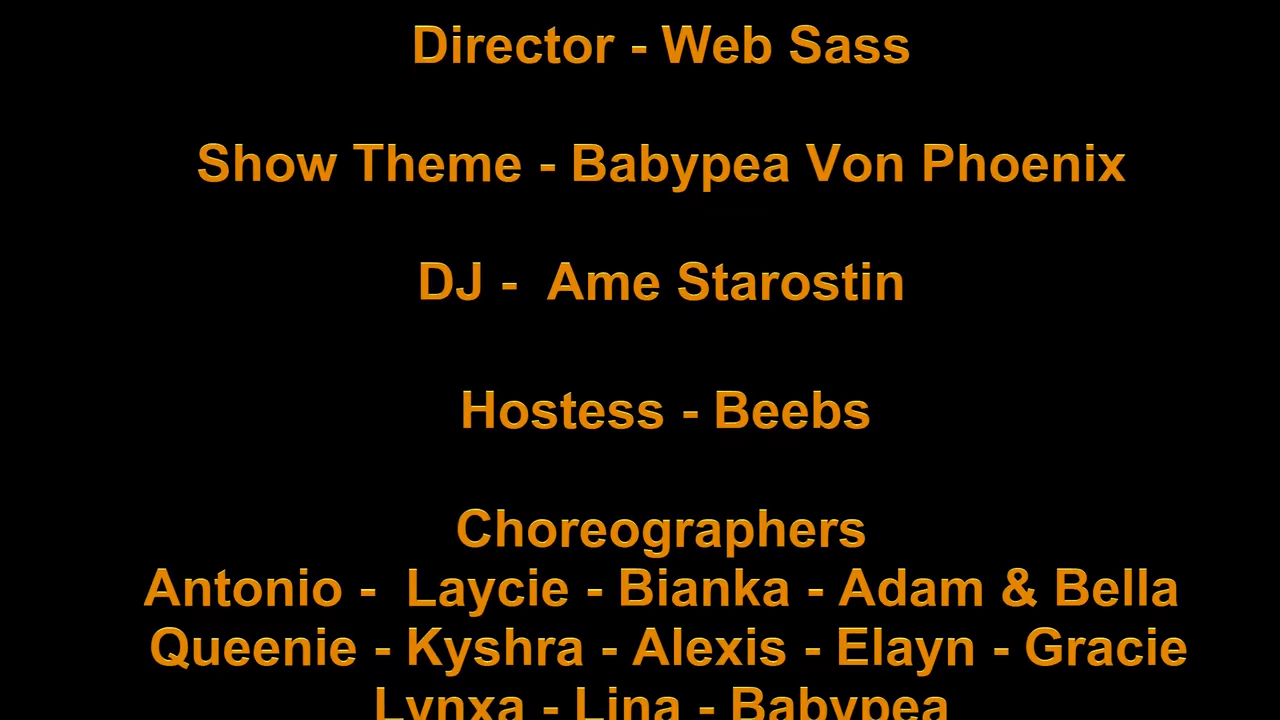 Director - Web Sass
Show Theme - Babypea Von Phoenix
DJ -  Ame Starostin
Hostess - Beebs
Choreographers
Antonio -  Laycie - Bianka - Adam & Bella
Queenie - Kyshra - Alexis - Elayn - Gracie
Lynxa - Lina - Babypea